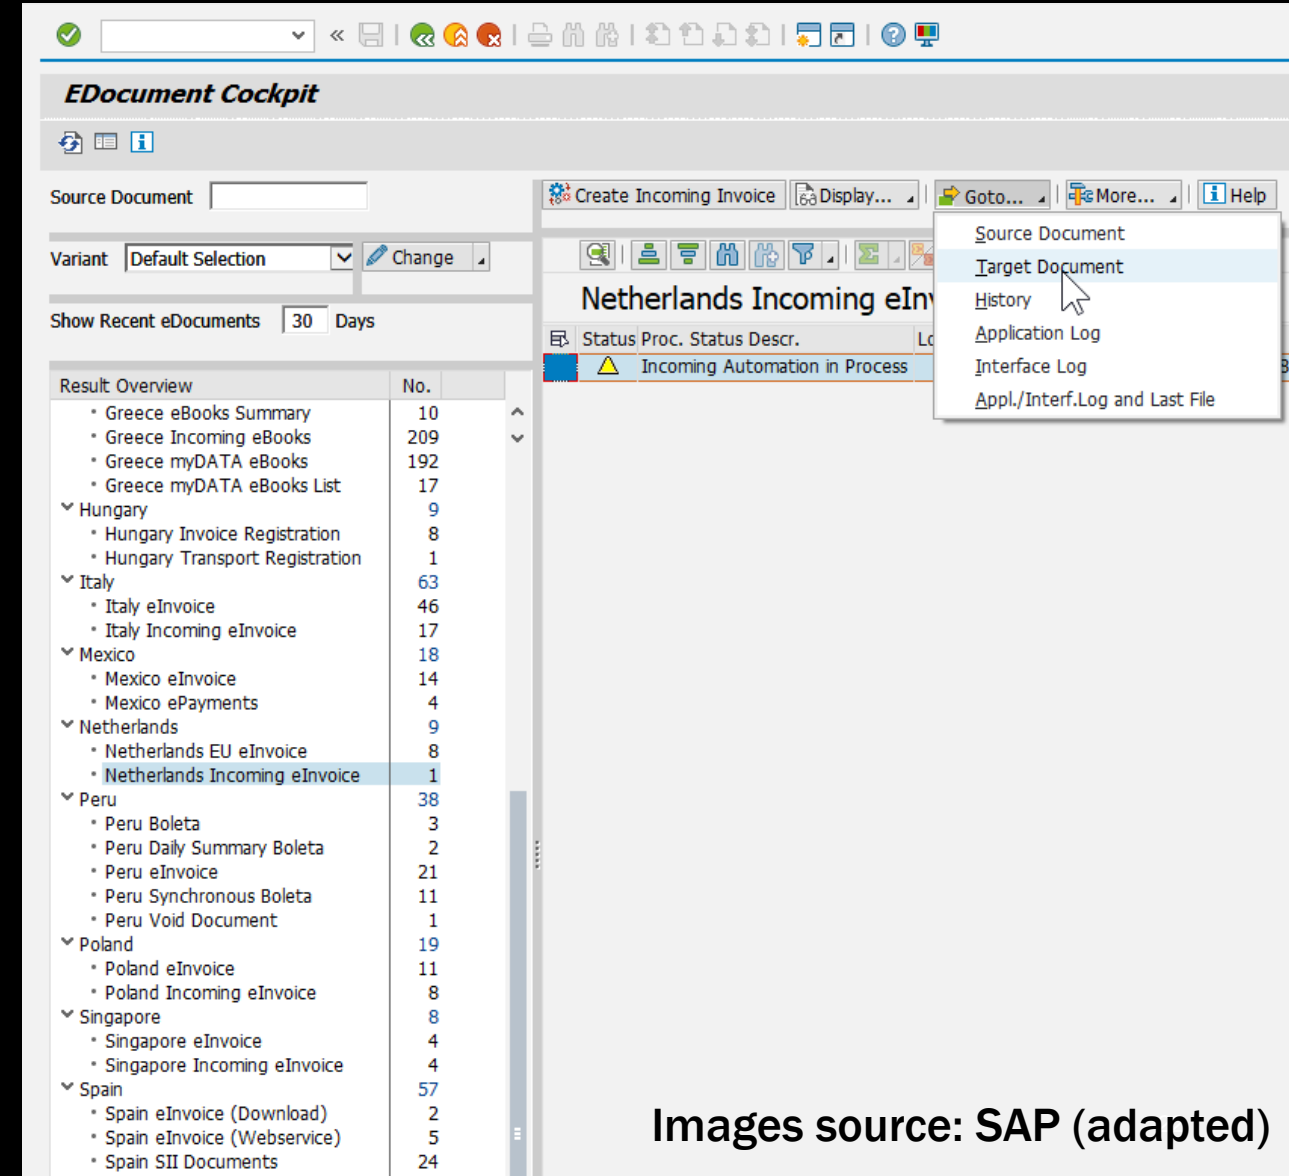 EDocument Cockpit
Source Document
Create Incoming Invoice Display... Goto... More... Help
Variant Default Selection Change
Show Recent eDocuments 30 Days
Source Document
Target Document
History
Application Log
Interface Log
Appl./Interf.Log and Last File
Netherlands Incoming eInv
Status Proc. Status Descr. Lo
Incoming Automation in Process 8
Result Overview No.
Greece eBooks Summary 10
Greece Incoming eBooks 209
Greece myDATA eBooks 192
Greece myDATA eBooks List 17
Hungary 9
Hungary Invoice Registration 8
Hungary Transport Registration 1
Italy 63
Italy eInvoice 46
Italy Incoming eInvoice 17
Mexico 18
Mexico eInvoice 14
Mexico ePayments 4
Netherlands 9
Netherlands EU eInvoice 8
Netherlands Incoming eInvoice 1
Peru 38
Peru Boleta 3
Peru Daily Summary Boleta 2
Peru eInvoice 21
Peru Synchronous Boleta 11
Peru Void Document 1
Poland 19
Poland eInvoice 11
Poland Incoming eInvoice 8
Singapore 8
Singapore eInvoice 4
Singapore Incoming eInvoice 4
Spain 57
Spain eInvoice (Download) 2
Spain eInvoice (Webservice) 5
Spain SII Documents 24
Images source: SAP (adapted)